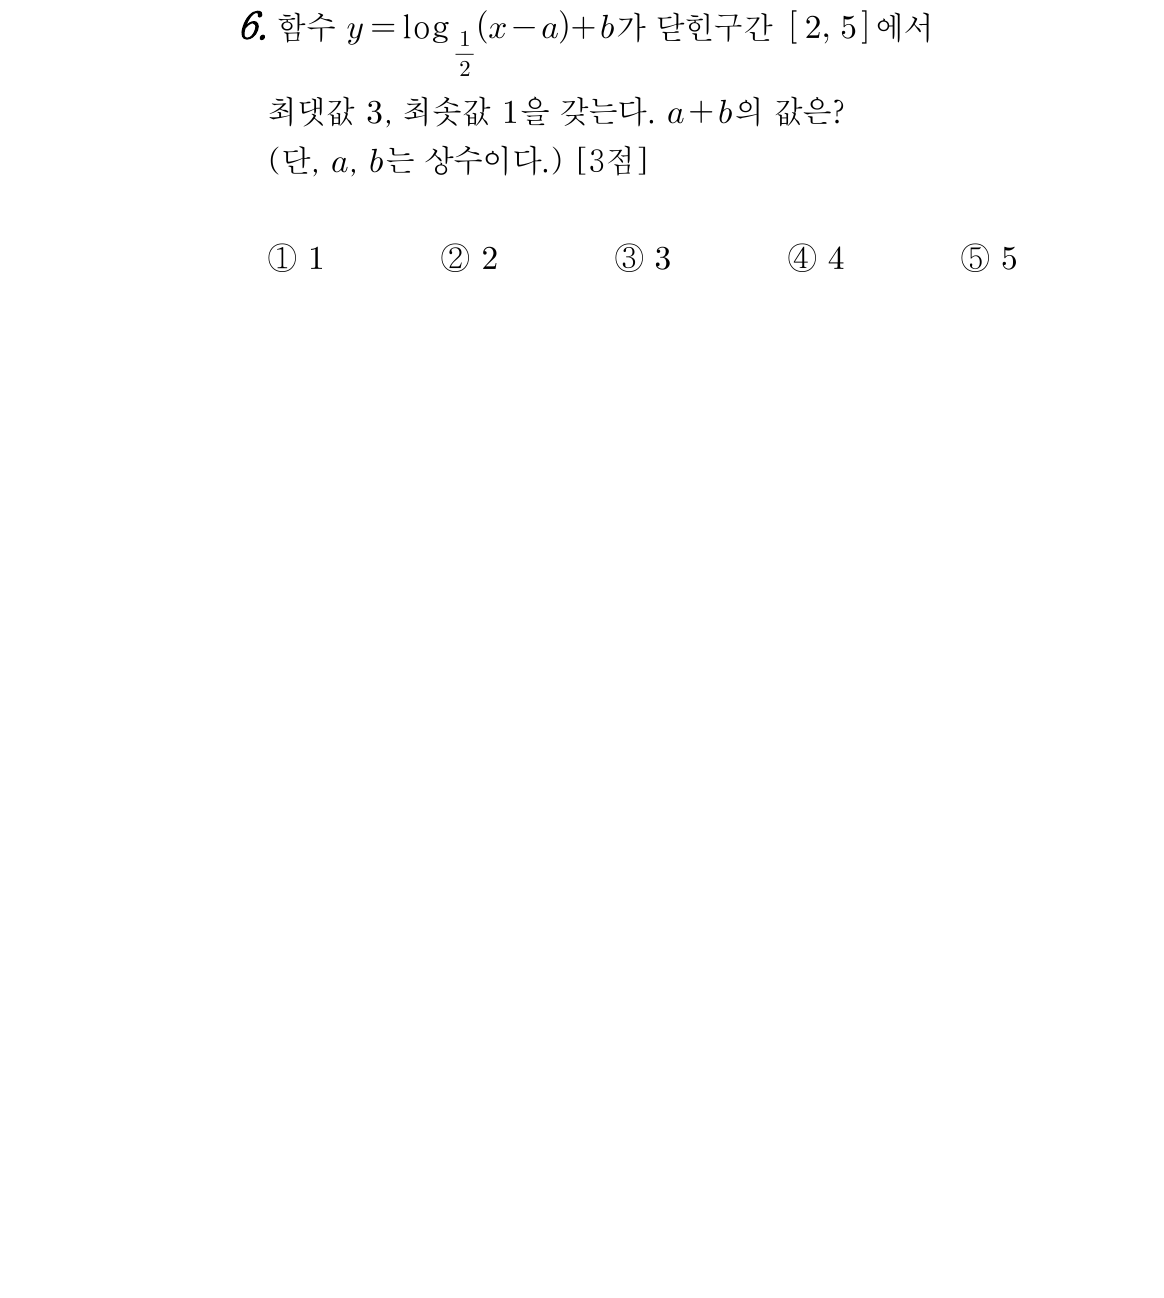 6. 함수 $y=\log_{\frac{1}{2}}(x-a)+b$가 닫힌구간 [2, 5]에서
최댓값 3, 최솟값 1을 갖는다. $a+b$의 값은?
(단, $a$, $b$는 상수이다.) [3점]
① 1 ② 2 ③ 3 ④ 4 ⑤ 5